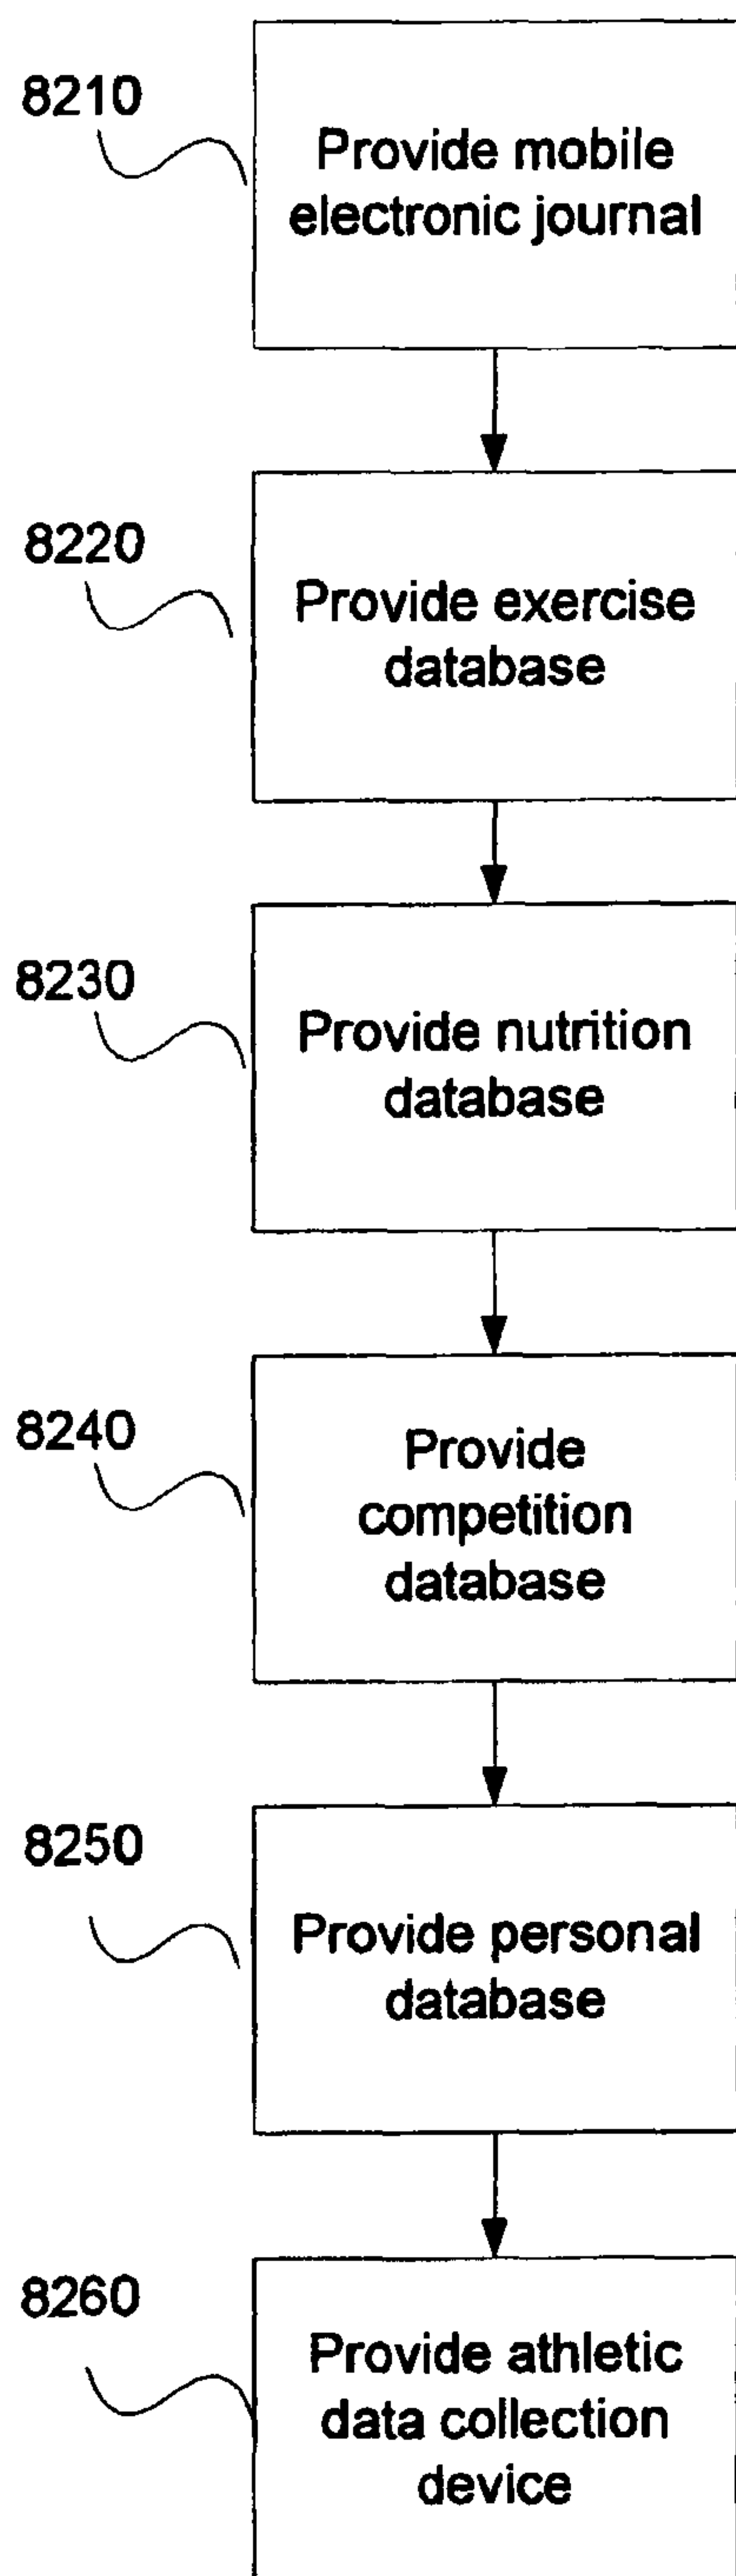 8210
Provide mobile
electronic journal
8220
Provide exercise
database
8230
Provide nutrition
database
8240
Provide
competition
database
8250
Provide personal
database
8260
Provide athletic
data collection
device